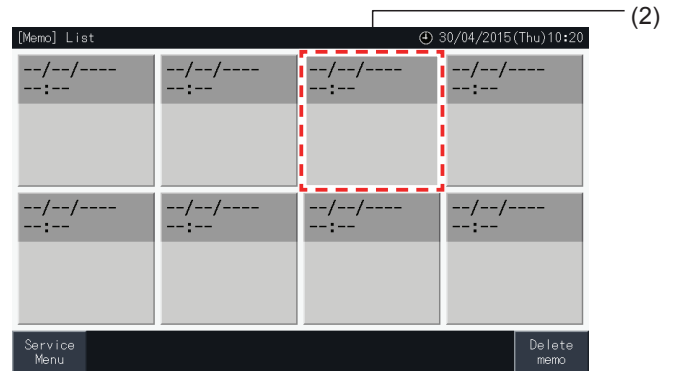 (2)
[Memo] List 30/04/2015(Thu)10:20
--/--/---- --/--/---- --/--/---- --/--/----
--:-- --:-- --:-- --:--
--/--/---- --/--/---- --/--/---- --/--/----
--:-- --:-- --:-- --:--
Service Delete
Menu memo